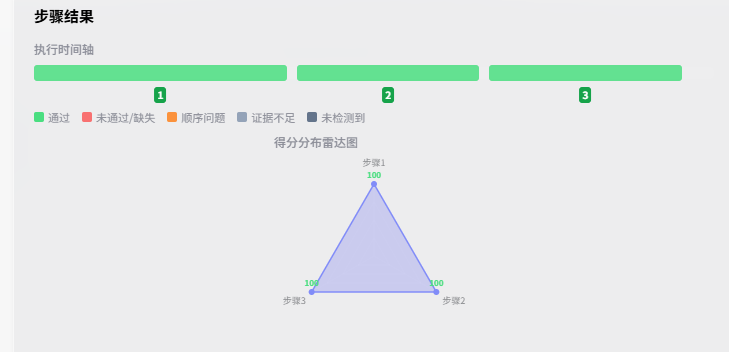 步骤结果
执行时间轴
1 2 3
通过 未通过/缺失 顺序问题 证据不足 未检测到
得分分布雷达图
步骤1
100
100 100
步骤3 步骤2